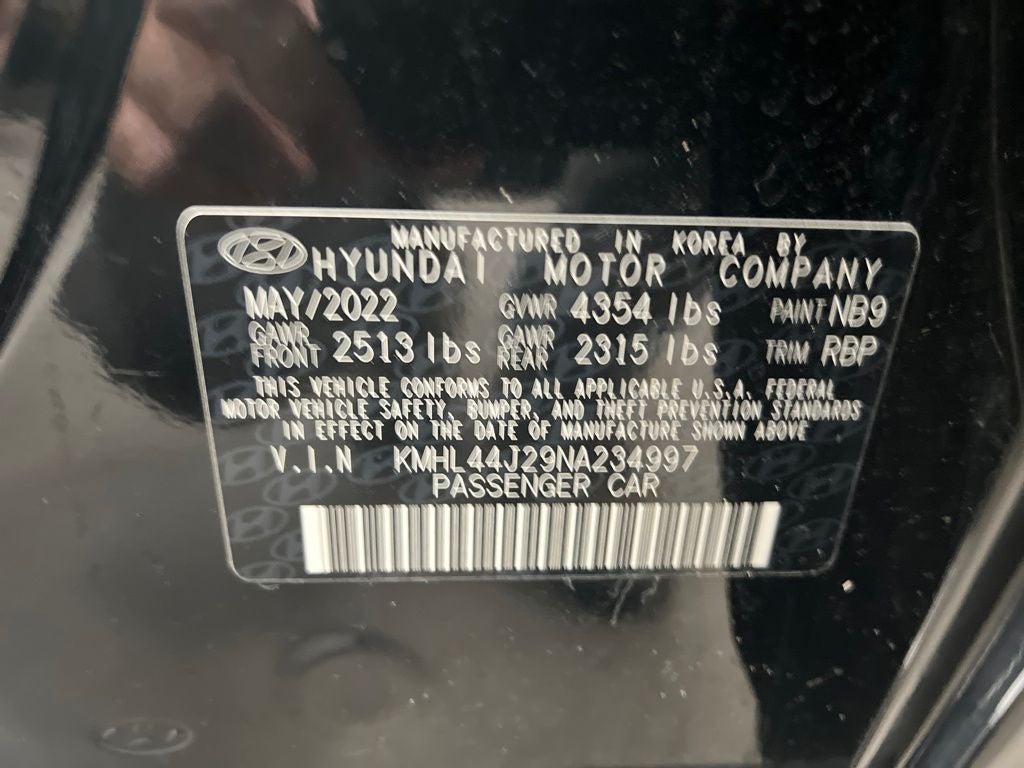 MANUFACTURED IN KOREA BY
HYUNDAI MOTOR COMPANY
MAY/2022 GVWR 4354 lbs PAINT NB9
GAWR FRONT 2513 lbs GAWR REAR 2315 lbs TRIM RBP
THIS VEHICLE CONFORMS TO ALL APPLICABLE U.S.A. FEDERAL
MOTOR VEHICLE SAFETY, BUMPER, AND THEFT PREVENTION STANDARDS
IN EFFECT ON THE DATE OF MANUFACTURE SHOWN ABOVE
V.I.N KMHL44J29NA234997
PASSENGER CAR